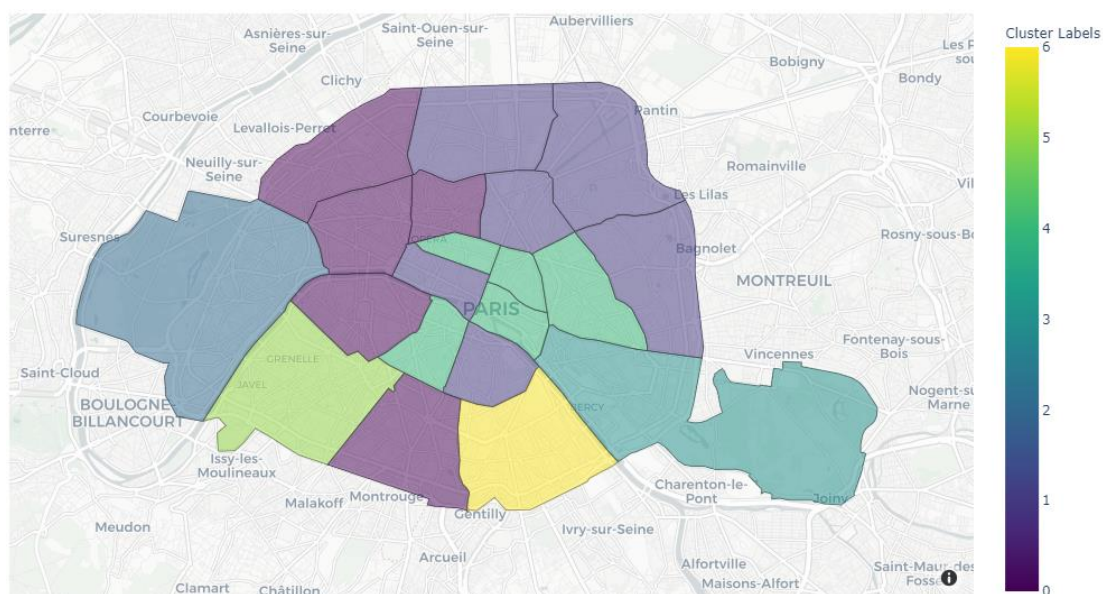 Aubervilliers
Saint-Ouen-sur-
Seine
Asnières-sur-
Seine
Cluster Labels
6
Les P
Bobigny
Bondy
Clichy
Pantin
Courbevoie
nterre
Levallois-Perret
5
Romainville
Neuilly-sur-
Seine
Les Lilas
Suresnes
OPÉRA
Rosny-sous-Bo
4
Bagnolet
MONTREUIL
PARIS
3
Fontenay-sous-
Bois
Vincennes
GRENELLE
Saint-Cloud
JAVEL
Nogent-su
Marne
BOULOGNE-
BILLANCOURT
BERCY
2
Issy-les-
Moulineaux
Charenton-le-
Pont
Malakoff
Montrouge
Joinv
1
Gentilly
Meudon
Ivry-sur-Seine
Arcueil
Alfortville
Saint-Maur-des
Fossé
Maisons-Alfort
Clamart
Châtillon
0